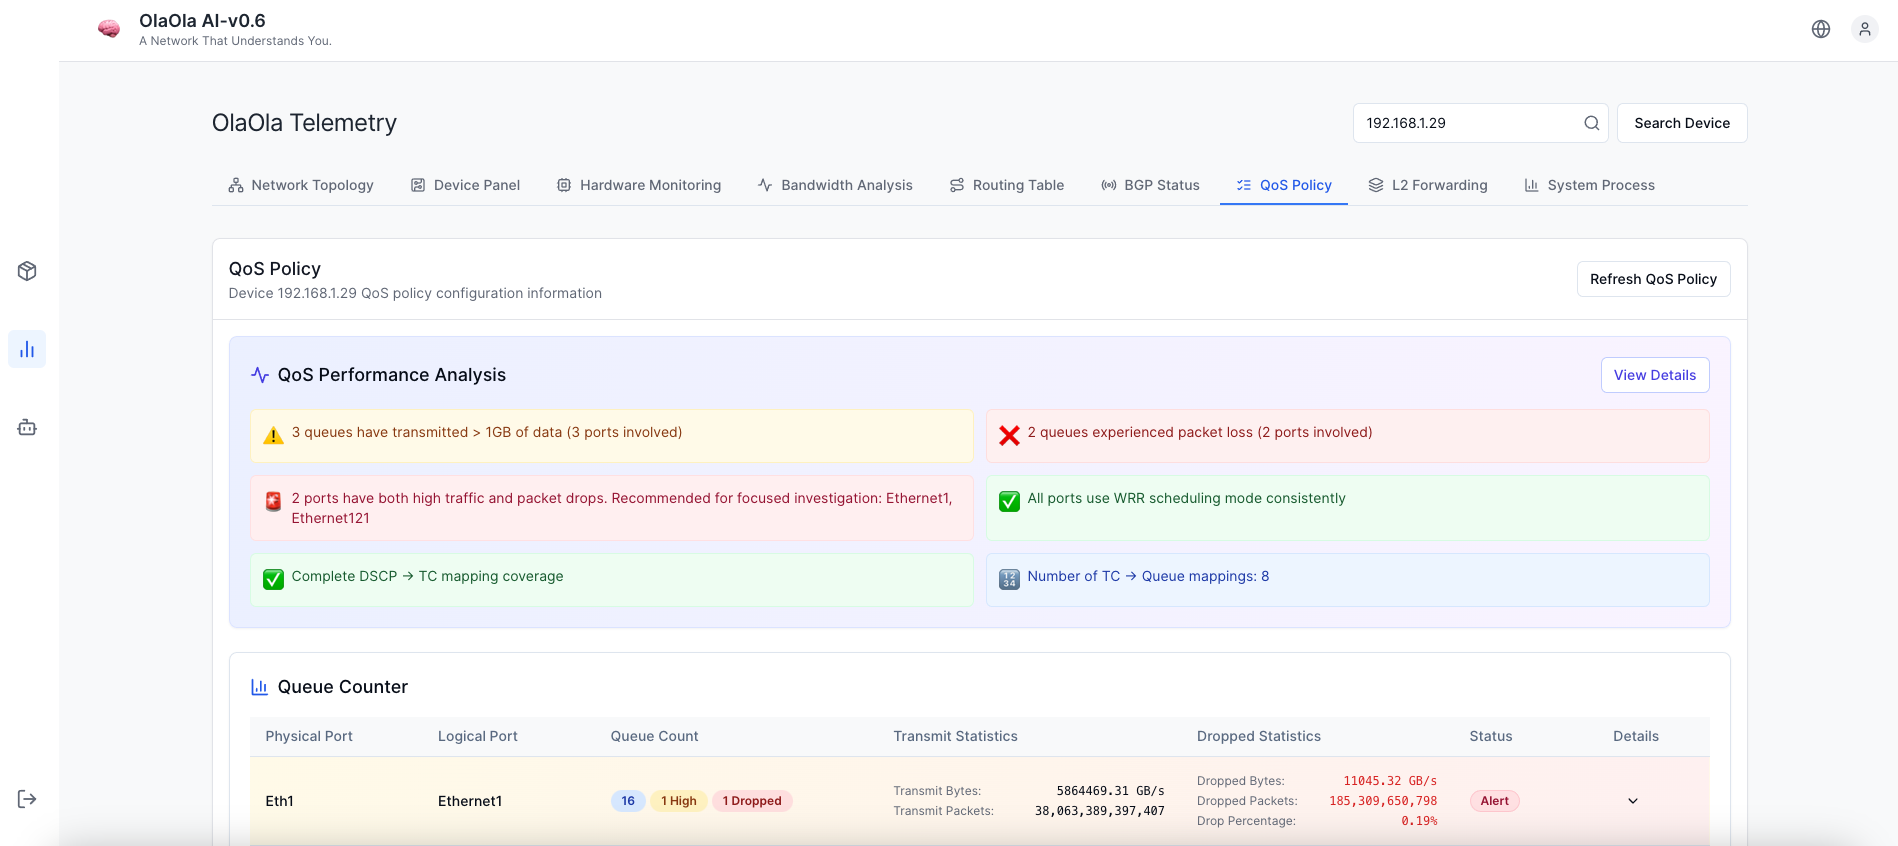 OlaOla AI-v0.6
A Network That Understands You.
OlaOla Telemetry
192.168.1.29
Search Device
Network Topology
Device Panel
Hardware Monitoring
Bandwidth Analysis
Routing Table
BGP Status
QoS Policy
L2 Forwarding
System Process
QoS Policy
Device 192.168.1.29 QoS policy configuration information
Refresh QoS Policy
QoS Performance Analysis
View Details
3 queues have transmitted > 1GB of data (3 ports involved)
2 queues experienced packet loss (2 ports involved)
2 ports have both high traffic and packet drops. Recommended for focused investigation: Ethernet1,
Ethernet121
All ports use WRR scheduling mode consistently
Complete DSCP → TC mapping coverage
Number of TC → Queue mappings: 8
Queue Counter
Physical Port Logical Port Queue Count Transmit Statistics Dropped Statistics Status Details
Eth1 Ethernet1 16 1 High 1 Dropped
Transmit Bytes: 5864469.31 GB/s
Transmit Packets: 38,063,389,397,407
Dropped Bytes: 11045.32 GB/s
Dropped Packets: 185,309,650,798
Drop Percentage: 0.19%
Alert